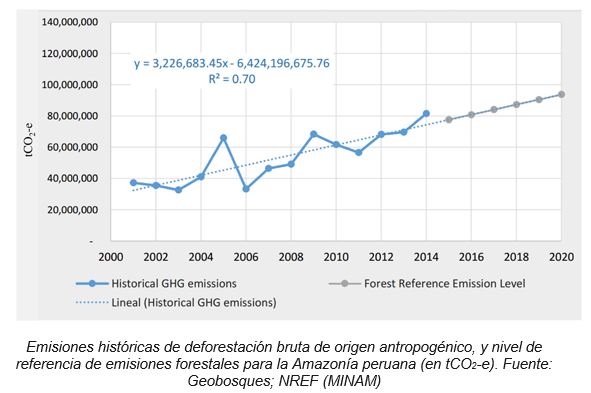 140,000,000
120,000,000
y = 3,226,683.45x - 6,424,196,675.76
R² = 0.70
100,000,000
80,000,000
tCO₂-e
60,000,000
40,000,000
20,000,000
-
2000 2002 2004 2006 2008 2010 2012 2014 2016 2018 2020
Historical GHG emissions Forest Reference Emission Level
Lineal (Historical GHG emissions)
Emisiones históricas de deforestación bruta de origen antropogénico, y nivel de
referencia de emisiones forestales para la Amazonía peruana (en tCO₂-e). Fuente:
Geobosques; NREF (MINAM)